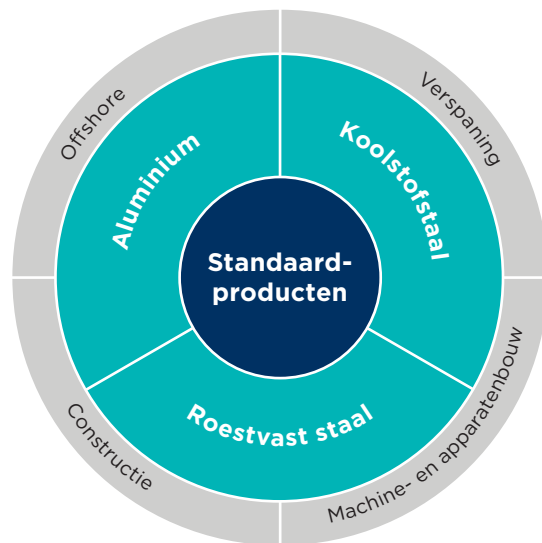 Offshore
Verspaning
Aluminium
Koolstofstaal
Standaard-
producten
Roestvast staal
Constructie
Machine- en apparatenbouw